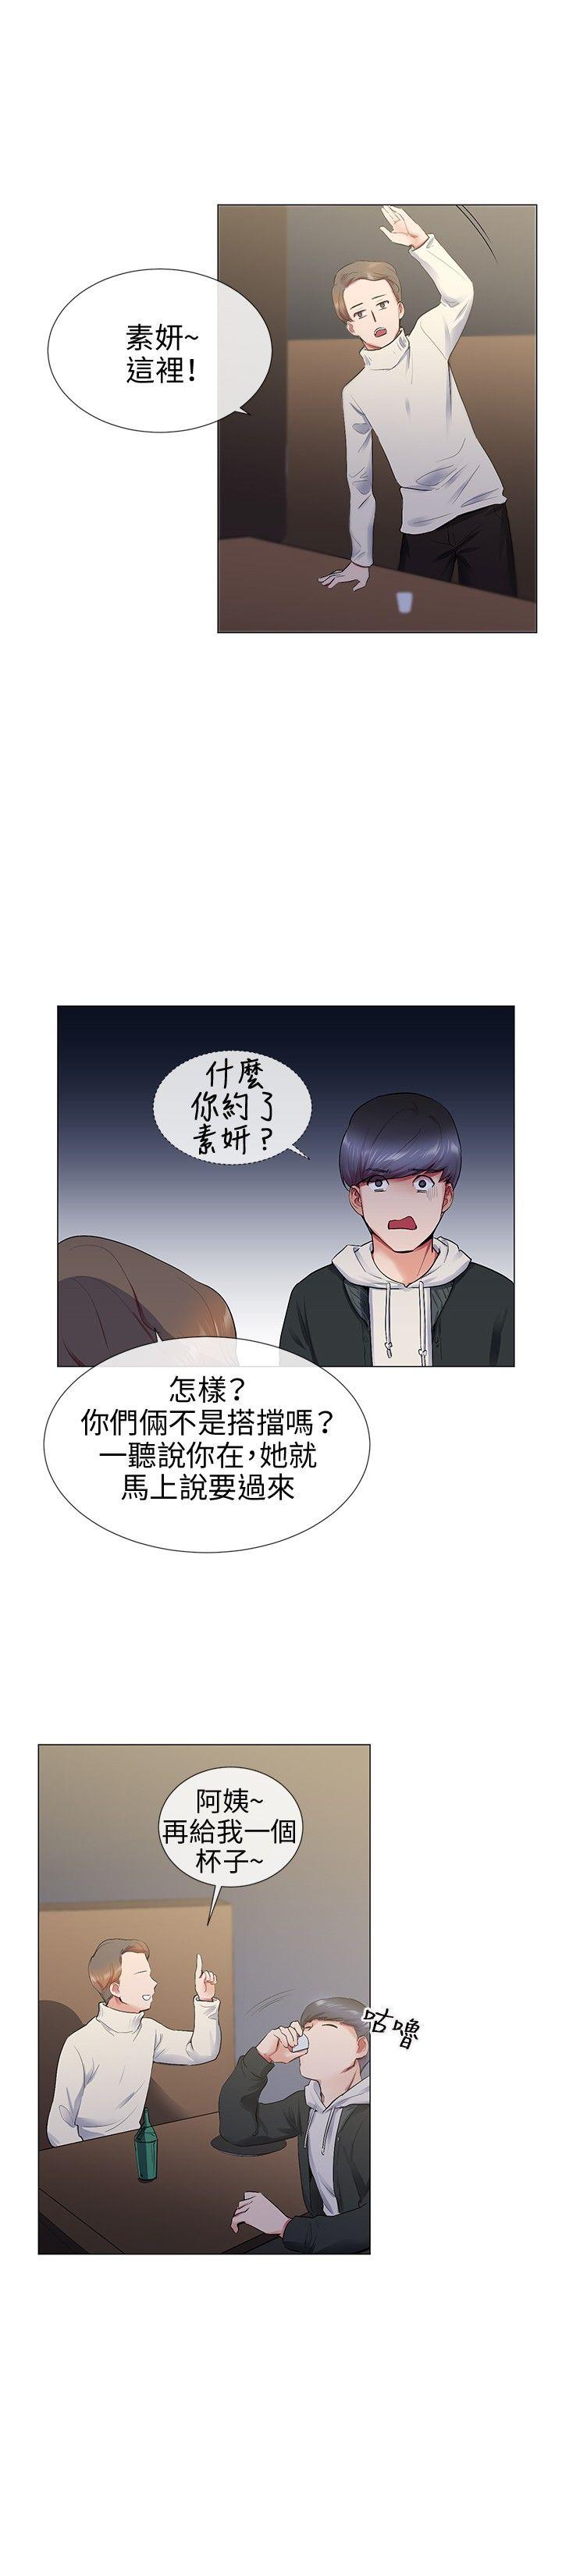 素妍~
這裡!
什麼
你約了
素妍?
怎樣?
你們倆不是搭擋嗎?
一聽說你在,她就
馬上說要過來
阿姨~
再給我一個
杯子~
咕嚕